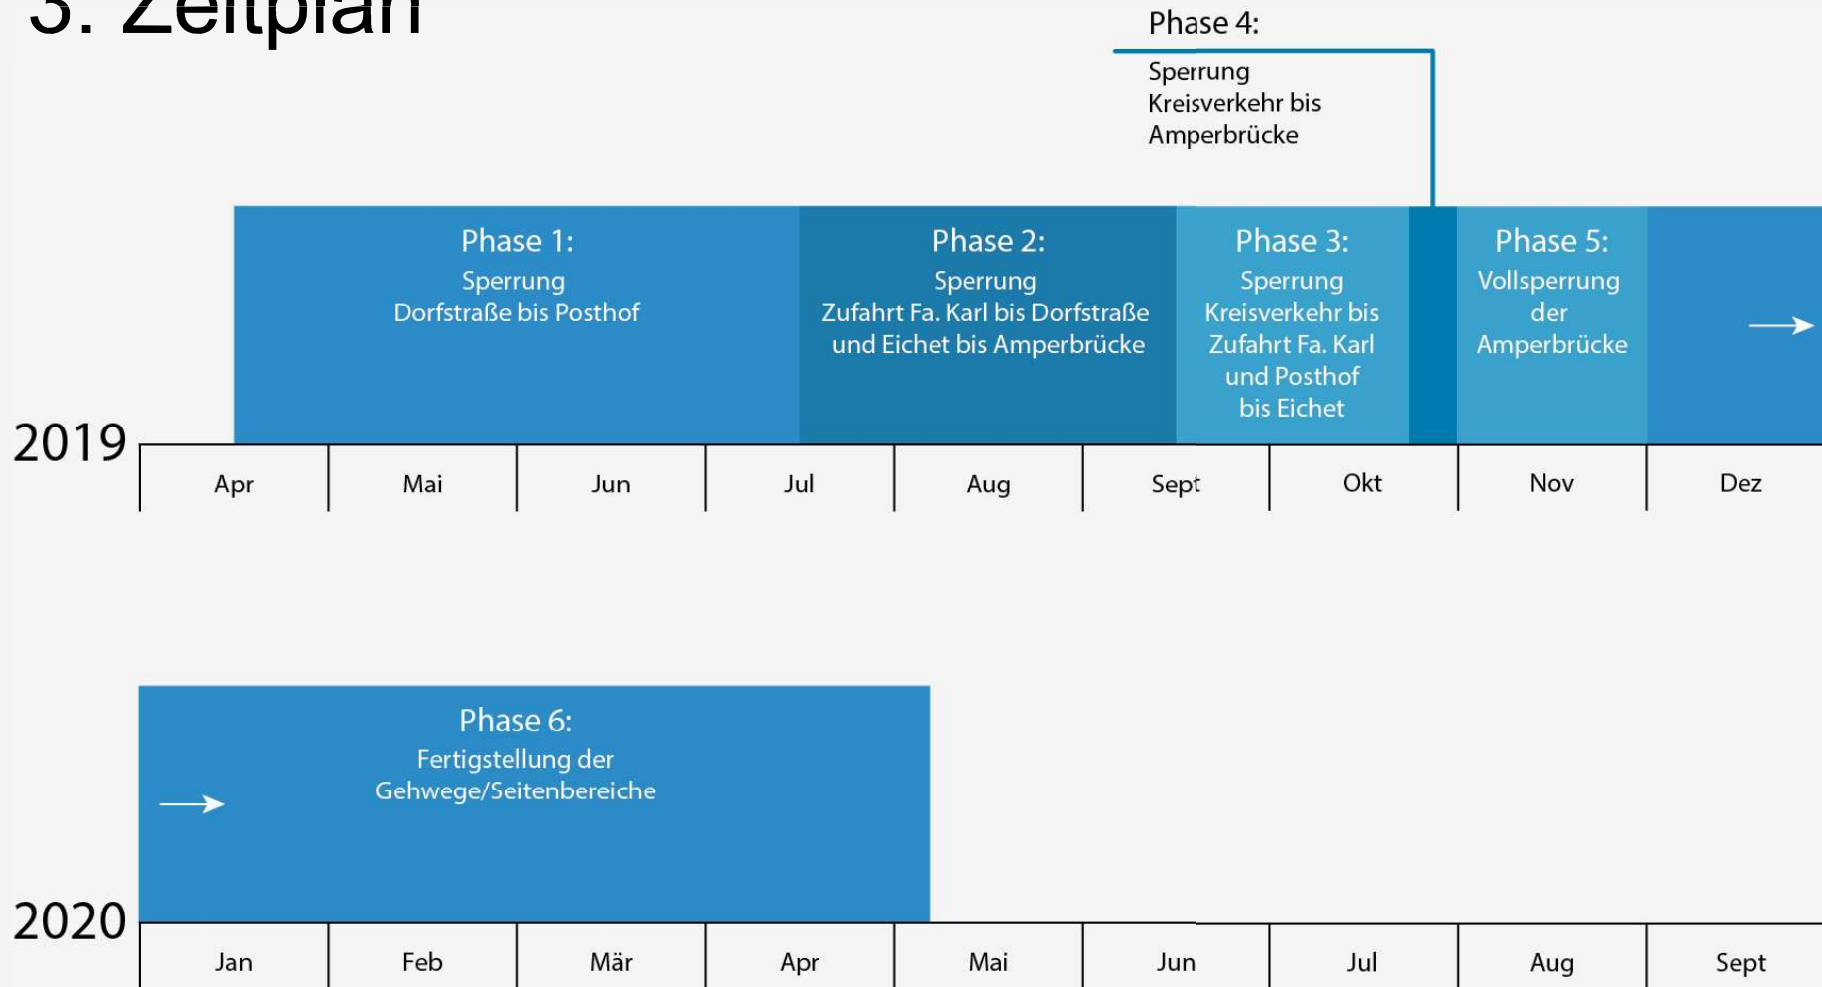 3. Zeitplan
Phase 4:
Sperrung
Kreisverkehr bis
Amperbrücke
Phase 1:
Sperrung
Dorfstraße bis Posthof
Phase 2:
Sperrung
Zufahrt Fa. Karl bis Dorfstraße
und Eichet bis Amperbrücke
Phase 3:
Sperrung
Kreisverkehr bis
Zufahrt Fa. Karl
und Posthof
bis Eichet
Phase 5:
Vollsperrung
der
Amperbrücke
2019
Apr Mai Jun Jul Aug Sept Okt Nov Dez
Phase 6:
Fertigstellung der
Gehwege/Seitenbereiche
2020
Jan Feb Mär Apr Mai Jun Jul Aug Sept